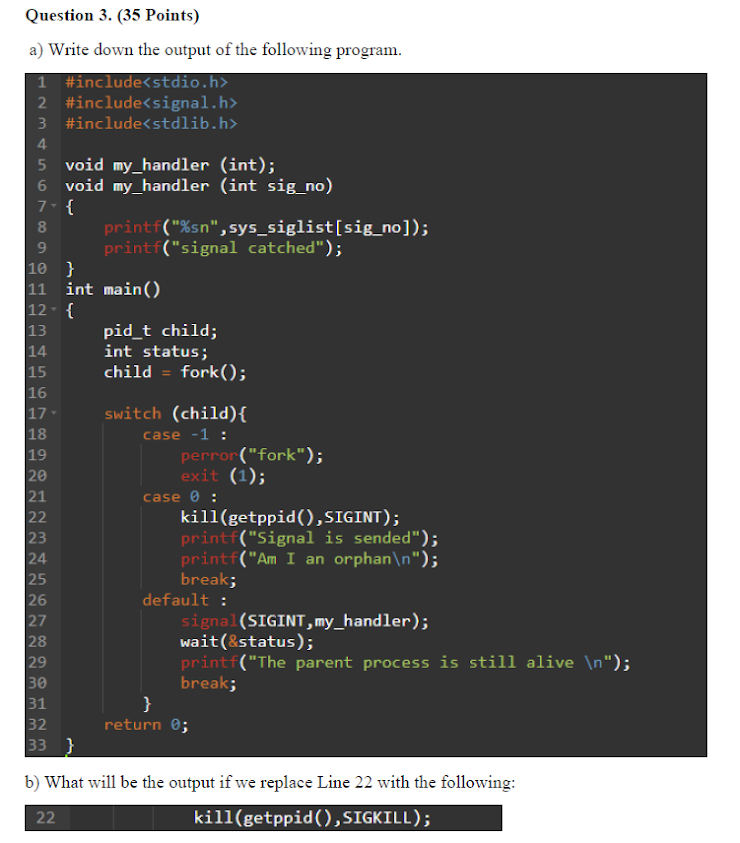 Question 3. (35 Points)
a) Write down the output of the following program.
1 #include<stdio.h>
2 #include<signal.h>
3 #include<stdlib.h>
4
5 void my_handler (int);
6 void my_handler (int sig_no)
7 {
8 printf("%sn",sys_siglist[sig_no]);
9 printf("signal catched");
10 }
11 int main()
12 {
13 pid_t child;
14 int status;
15 child = fork();
16
17 switch (child){
18 case -1 :
19 perror("fork");
20 exit (1);
21 case 0 :
22 kill(getppid(),SIGINT);
23 printf("Signal is sended");
24 printf("Am I an orphan\n");
25 break;
26 default :
27 signal(SIGINT,my_handler);
28 wait(&status);
29 printf("The parent process is still alive \n");
30 break;
31 }
32 return 0;
33 }
b) What will be the output if we replace Line 22 with the following:
22 kill(getppid(),SIGKILL);